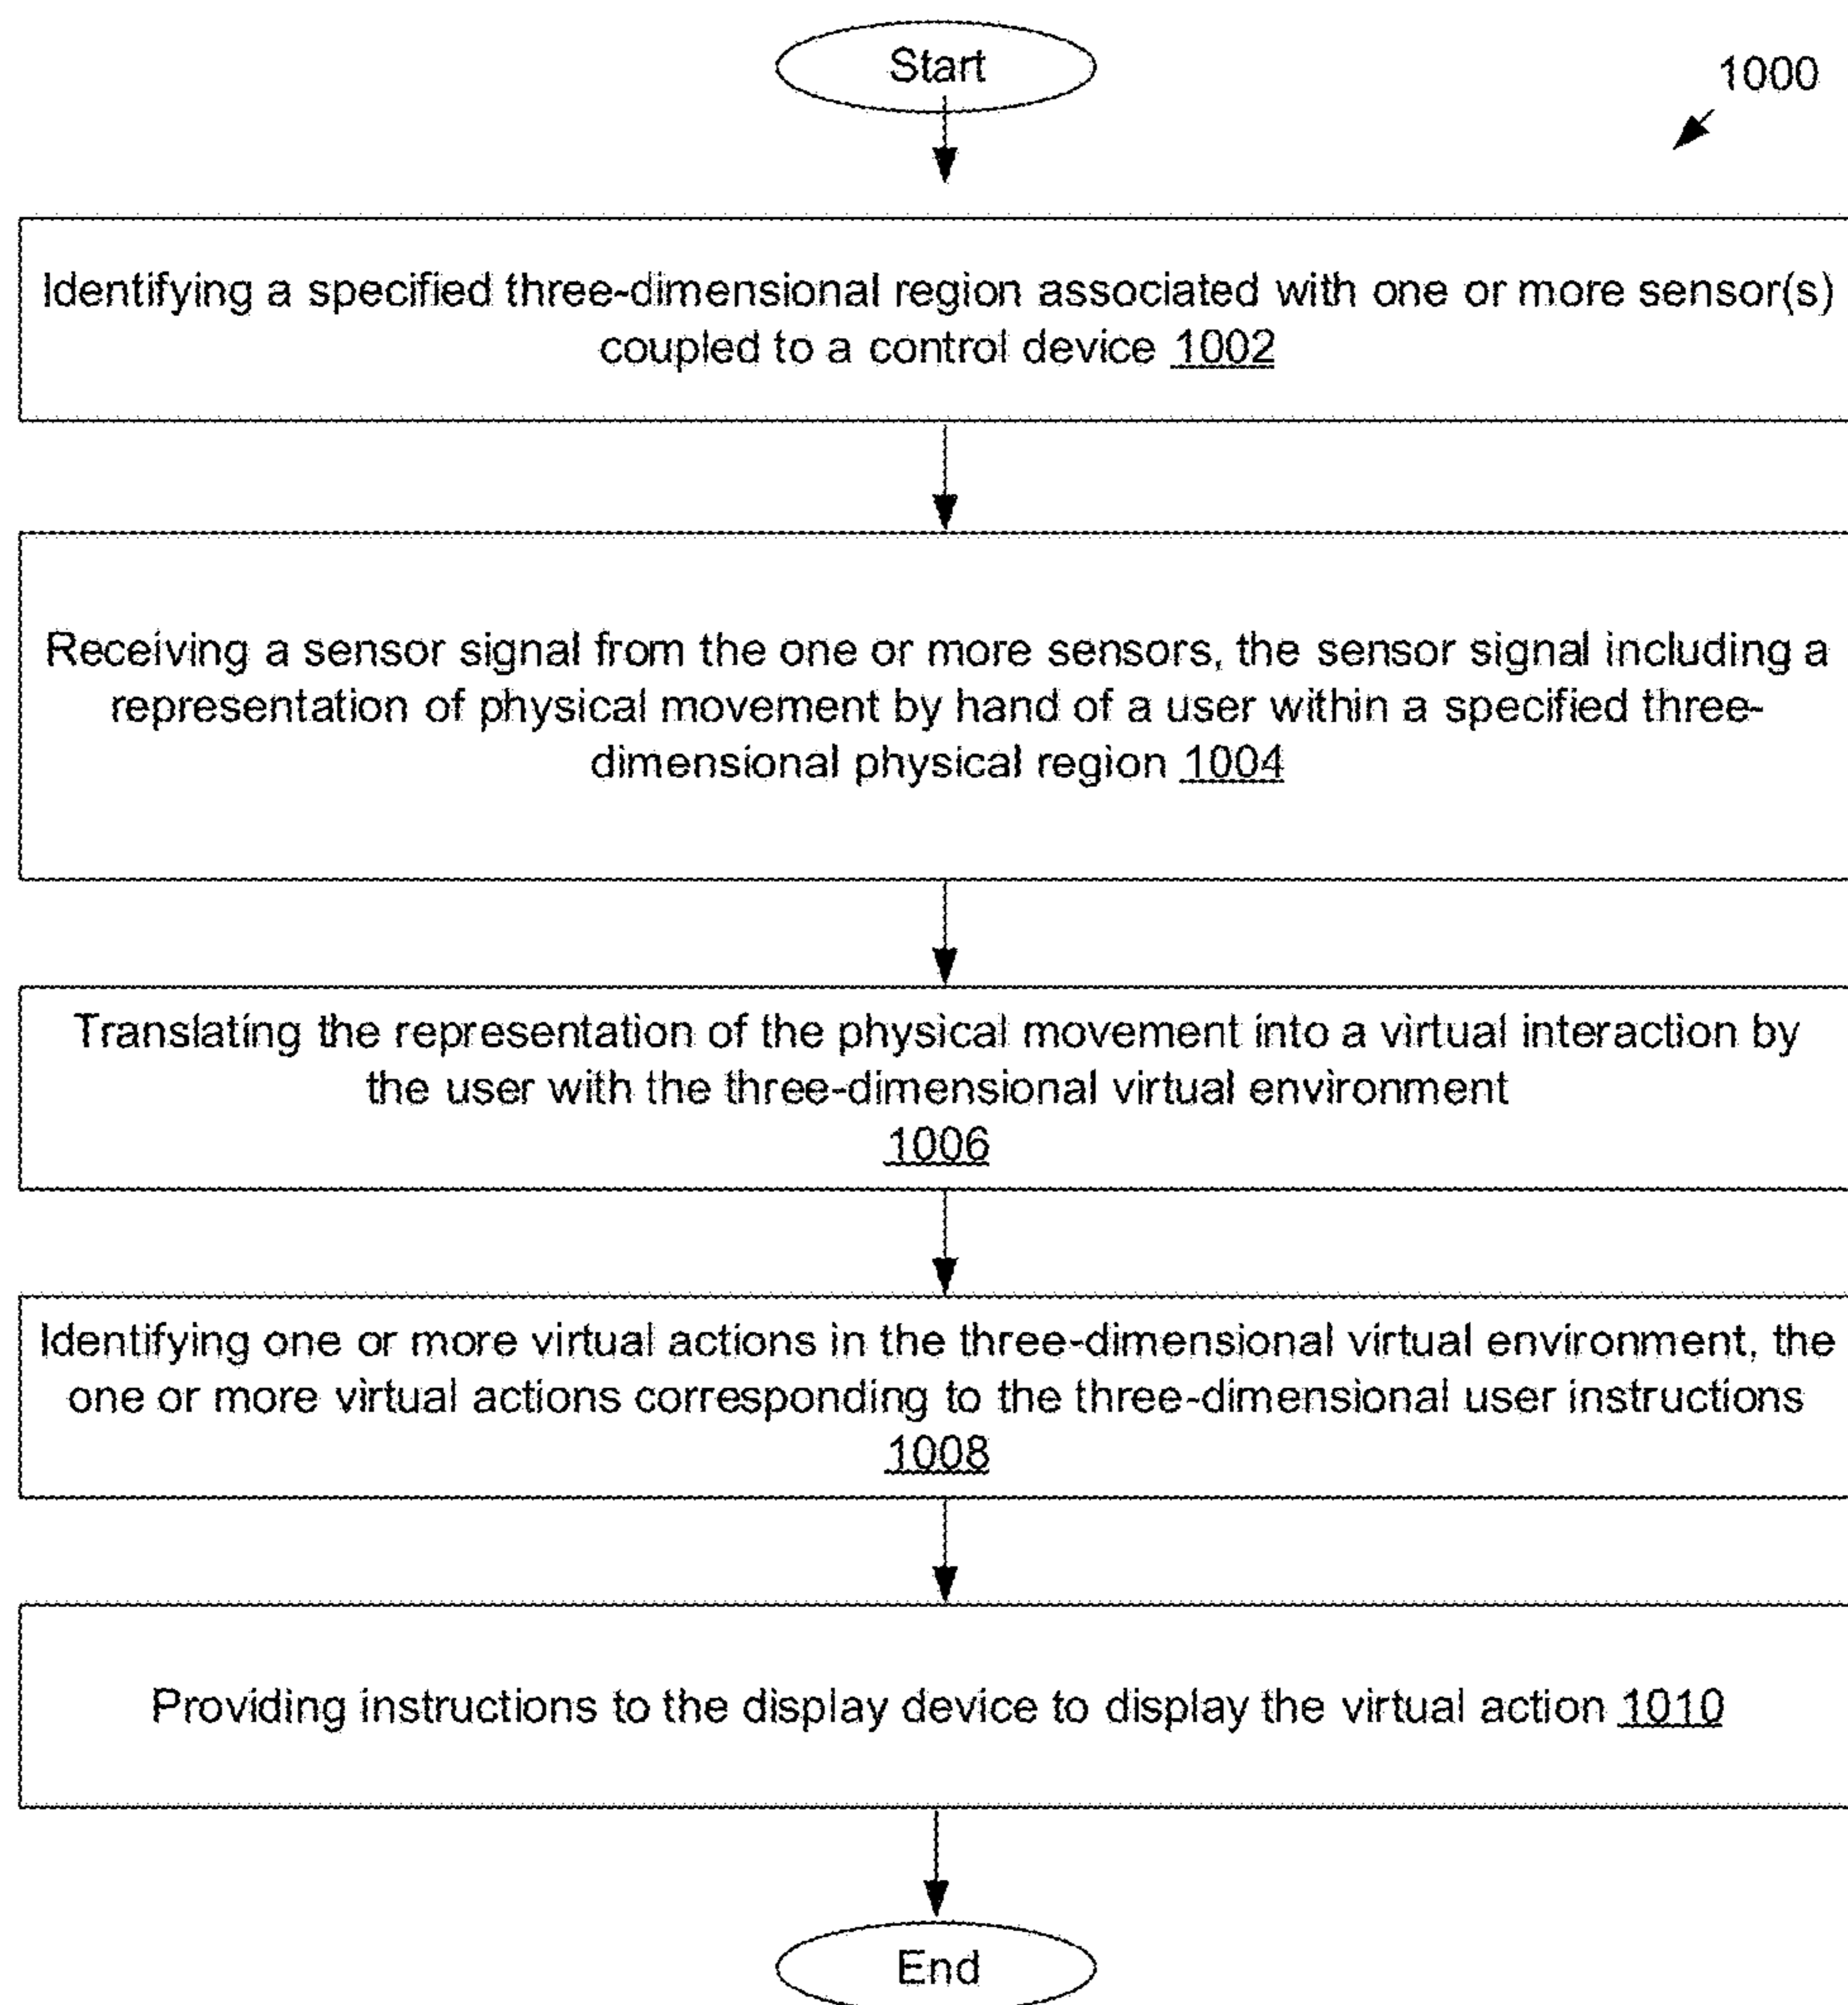 Start
1000
Identifying a specified three-dimensional region associated with one or more sensor(s)
coupled to a control device 1002
Receiving a sensor signal from the one or more sensors, the sensor signal including a
representation of physical movement by hand of a user within a specified three-
dimensional physical region 1004
Translating the representation of the physical movement into a virtual interaction by
the user with the three-dimensional virtual environment
1006
Identifying one or more virtual actions in the three-dimensional virtual environment, the
one or more virtual actions corresponding to the three-dimensional user instructions
1008
Providing instructions to the display device to display the virtual action 1010
End